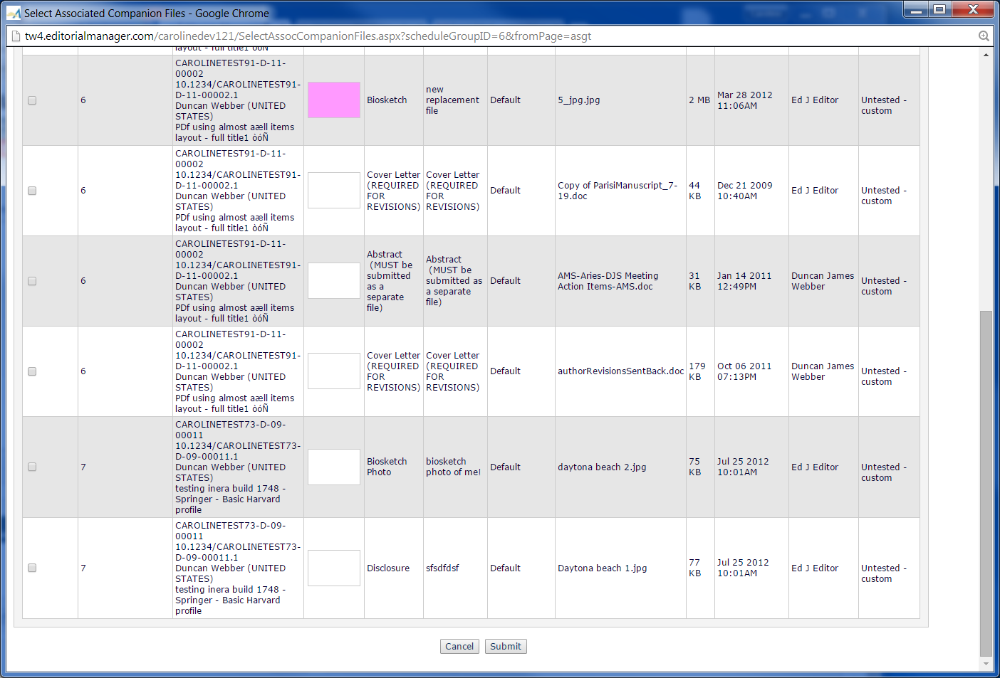 Select Associated Companion Files - Google Chrome
tw4.editorialmanager.com/carolinedev121/SelectAssocCompanionFiles.aspx?scheduleGroupID=6&fromPage=asgt
layout - full title1 òóÑ
6
CAROLINETEST91-D-11-
00002
10.1234/CAROLINETEST91-
D-11-00002.1
Duncan Webber (UNITED
STATES)
PDf using almost aæll items
layout - full title1 òóÑ
Biosketch
new
replacement
file
Default
5_jpg.jpg
2 MB
Mar 28 2012
11:06AM
Ed J Editor
Untested -
custom
6
CAROLINETEST91-D-11-
00002
10.1234/CAROLINETEST91-
D-11-00002.1
Duncan Webber (UNITED
STATES)
PDf using almost aæll items
layout - full title1 òóÑ
Cover Letter
(REQUIRED
FOR
REVISIONS)
Cover Letter
(REQUIRED
FOR
REVISIONS)
Default
Copy of ParisiManuscript_7-
19.doc
44
KB
Dec 21 2009
10:40AM
Ed J Editor
Untested -
custom
6
CAROLINETEST91-D-11-
00002
10.1234/CAROLINETEST91-
D-11-00002.1
Duncan Webber (UNITED
STATES)
PDf using almost aæll items
layout - full title1 òóÑ
Abstract
(MUST be
submitted
as a
separate
file)
Abstract
(MUST be
submitted as
a separate
file)
Default
AMS-Aries-DJS Meeting
Action Items-AMS.doc
31
KB
Jan 14 2011
12:49PM
Duncan James
Webber
Untested -
custom
6
CAROLINETEST91-D-11-
00002
10.1234/CAROLINETEST91-
D-11-00002.1
Duncan Webber (UNITED
STATES)
PDf using almost aæll items
layout - full title1 òóÑ
Cover Letter
(REQUIRED
FOR
REVISIONS)
Cover Letter
(REQUIRED
FOR
REVISIONS)
Default
authorRevisionsSentBack.doc
179
KB
Oct 06 2011
07:13PM
Duncan James
Webber
Untested -
custom
7
CAROLINETEST73-D-09-
00011
10.1234/CAROLINETEST73-
D-09-00011.1
Duncan Webber (UNITED
STATES)
testing inera build 1748 -
Springer - Basic Harvard
profile
Biosketch
Photo
biosketch
photo of me!
Default
daytona beach 2.jpg
75
KB
Jul 25 2012
10:01AM
Ed J Editor
Untested -
custom
7
CAROLINETEST73-D-09-
00011
10.1234/CAROLINETEST73-
D-09-00011.1
Duncan Webber (UNITED
STATES)
testing inera build 1748 -
Springer - Basic Harvard
profile
Disclosure
sfsdfdsf
Default
Daytona beach 1.jpg
77
KB
Jul 25 2012
10:01AM
Ed J Editor
Untested -
custom
Cancel
Submit